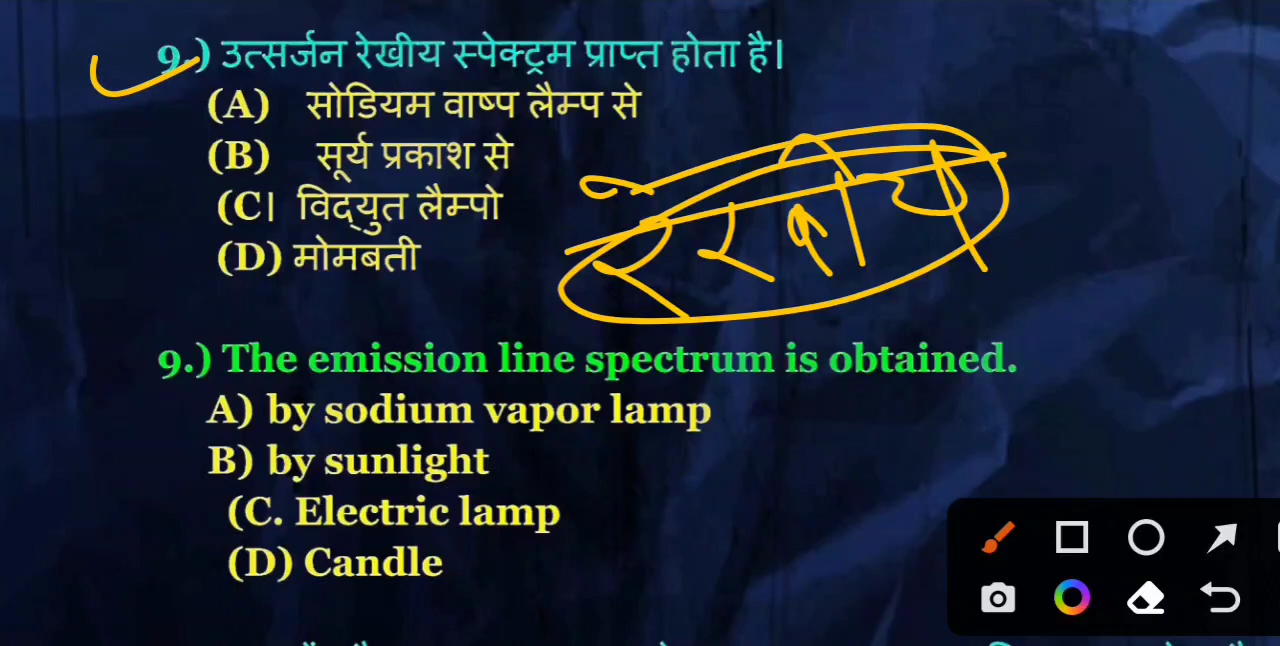 9.) उत्सर्जन रेखीय स्पेक्ट्रम प्राप्त होता है।
(A) सोडियम वाष्प लैम्प से
(B) सूर्य प्रकाश से
(C। विद्युत लैम्पो
(D) मोमबती
9.) The emission line spectrum is obtained.
A) by sodium vapor lamp
B) by sunlight
(C. Electric lamp
(D) Candle